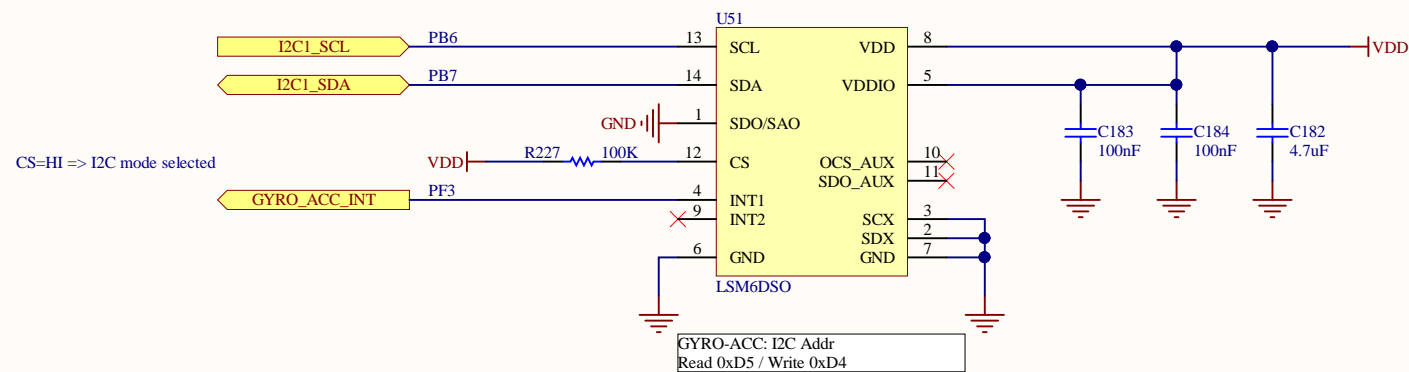 U51
I2C1_SCL PB6 13 SCL VDD 8 VDD
I2C1_SDA PB7 14 SDA VDDIO 5
GND 1 SDO/SAO C183 C184 C182
100nF 100nF 4.7uF
CS=HI => I2C mode selected VDD R227 100K 12 CS OCS_AUX 10
SDO_AUX 11
GYRO_ACC_INT PF3 4 INT1
9 INT2 SCX 3
SDX 2
6 GND GND 7
LSM6DSO
GYRO-ACC: I2C Addr
Read 0xD5 / Write 0xD4